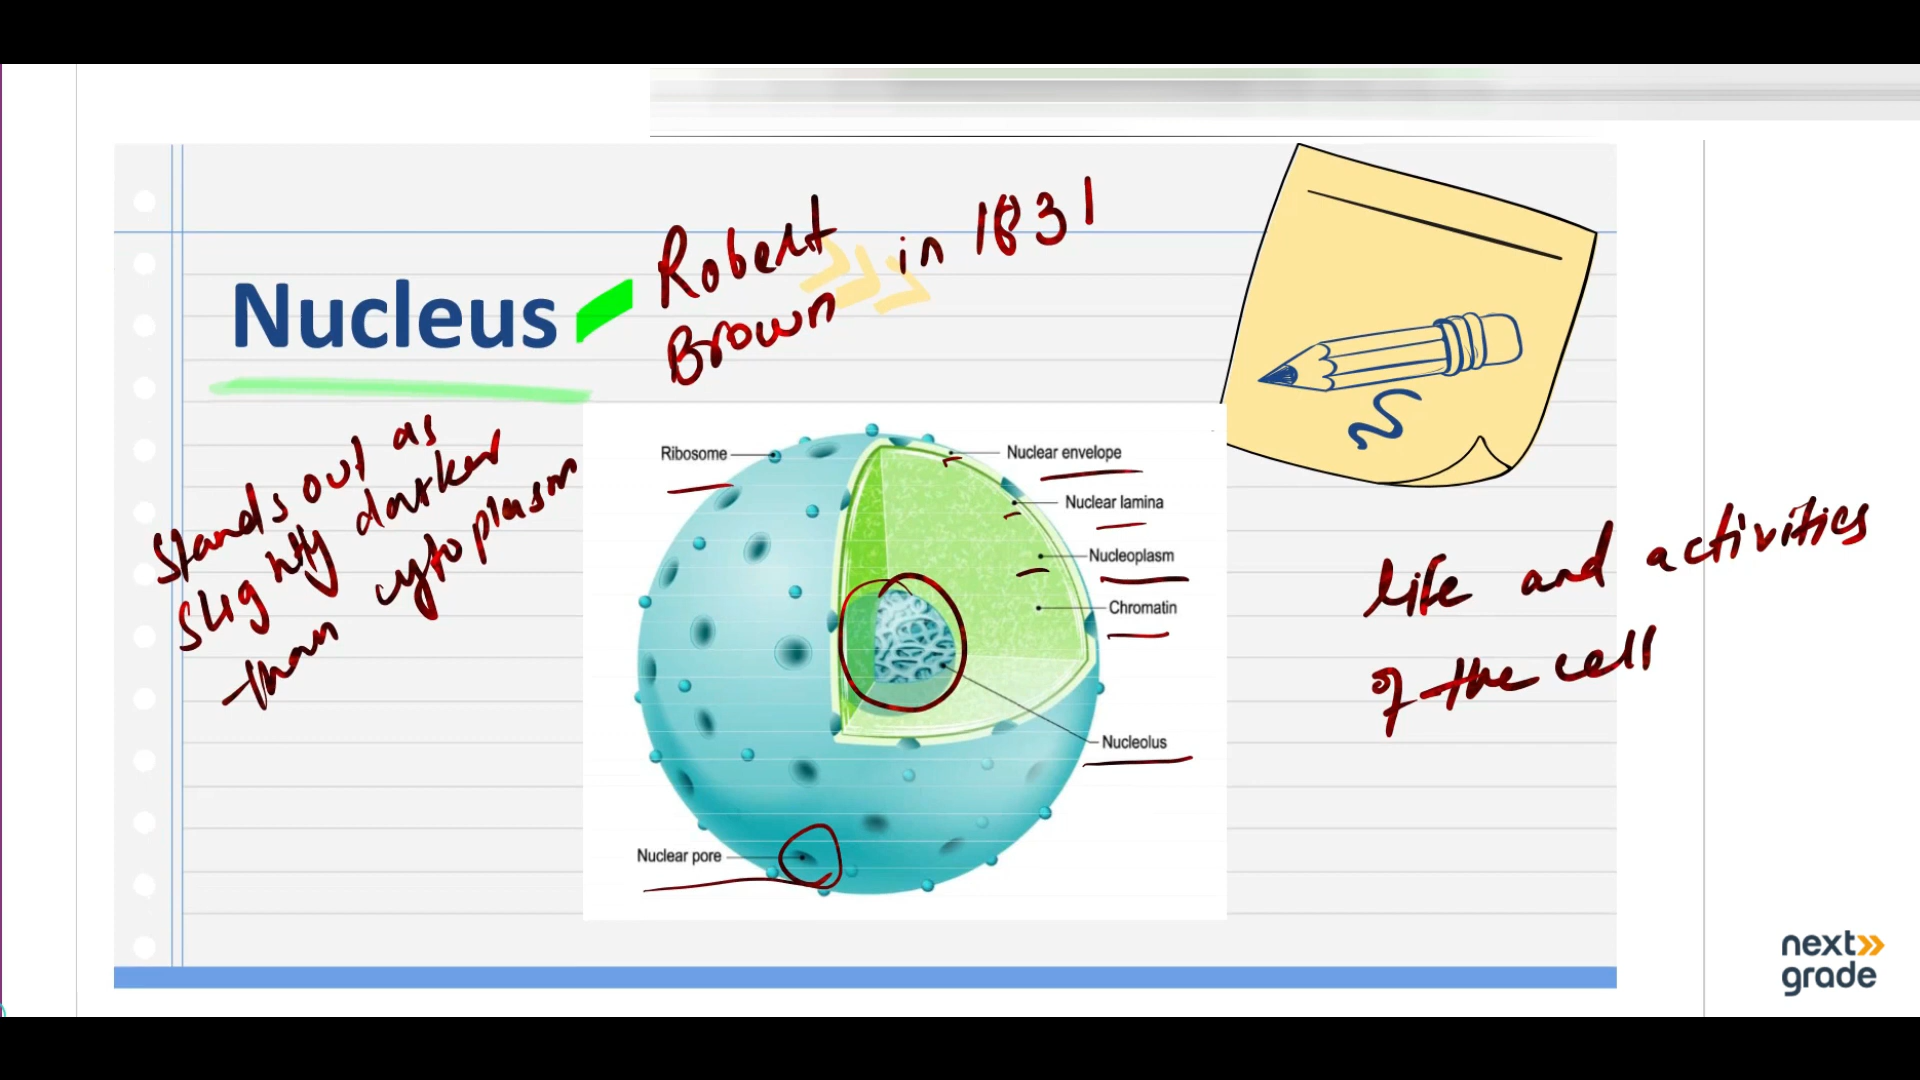 Robert in 1831
Nucleus
Brown
Stands out as
slightly darker
than cytoplasm
Ribosome
Nuclear envelope
Nuclear lamina
Nucleoplasm
Chromatin
Nucleolus
Nuclear pore
life and activities
of the cell
next
grade